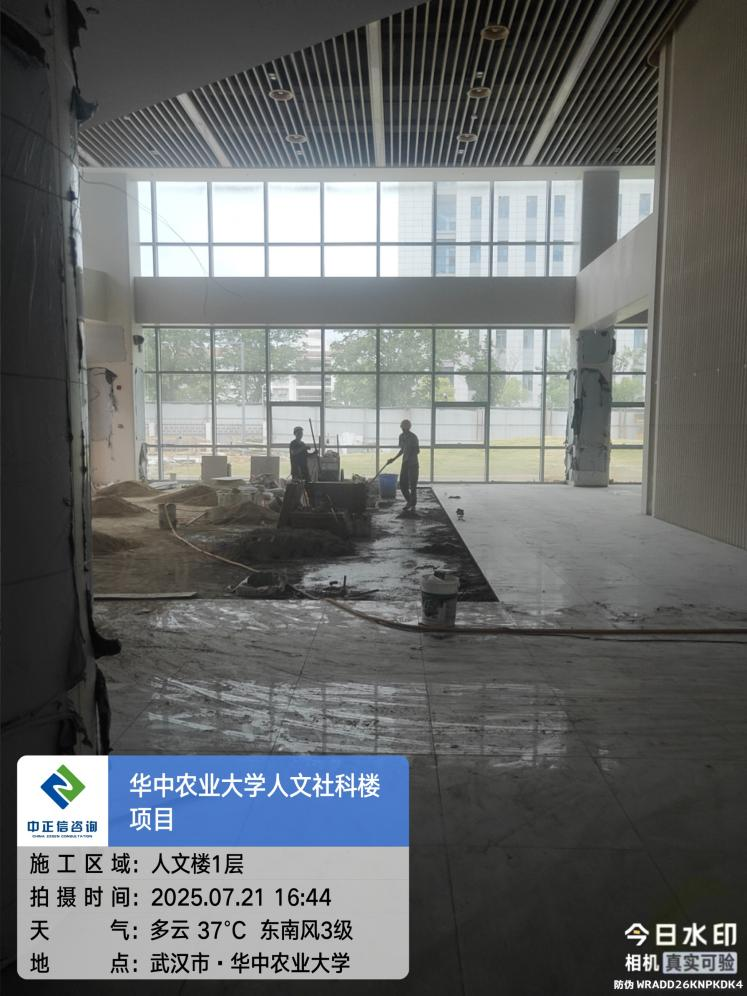 华中农业大学人文社科楼
项目
中正信咨询
CHINA ZISEN CONSULTATION
施工区域：人文楼1层
拍摄时间：2025.07.21 16:44
天气：多云 37℃ 东南风3级
地点：武汉市·华中农业大学
今日水印
相机 真实可验
防伪 WRADD26KNPKDK4